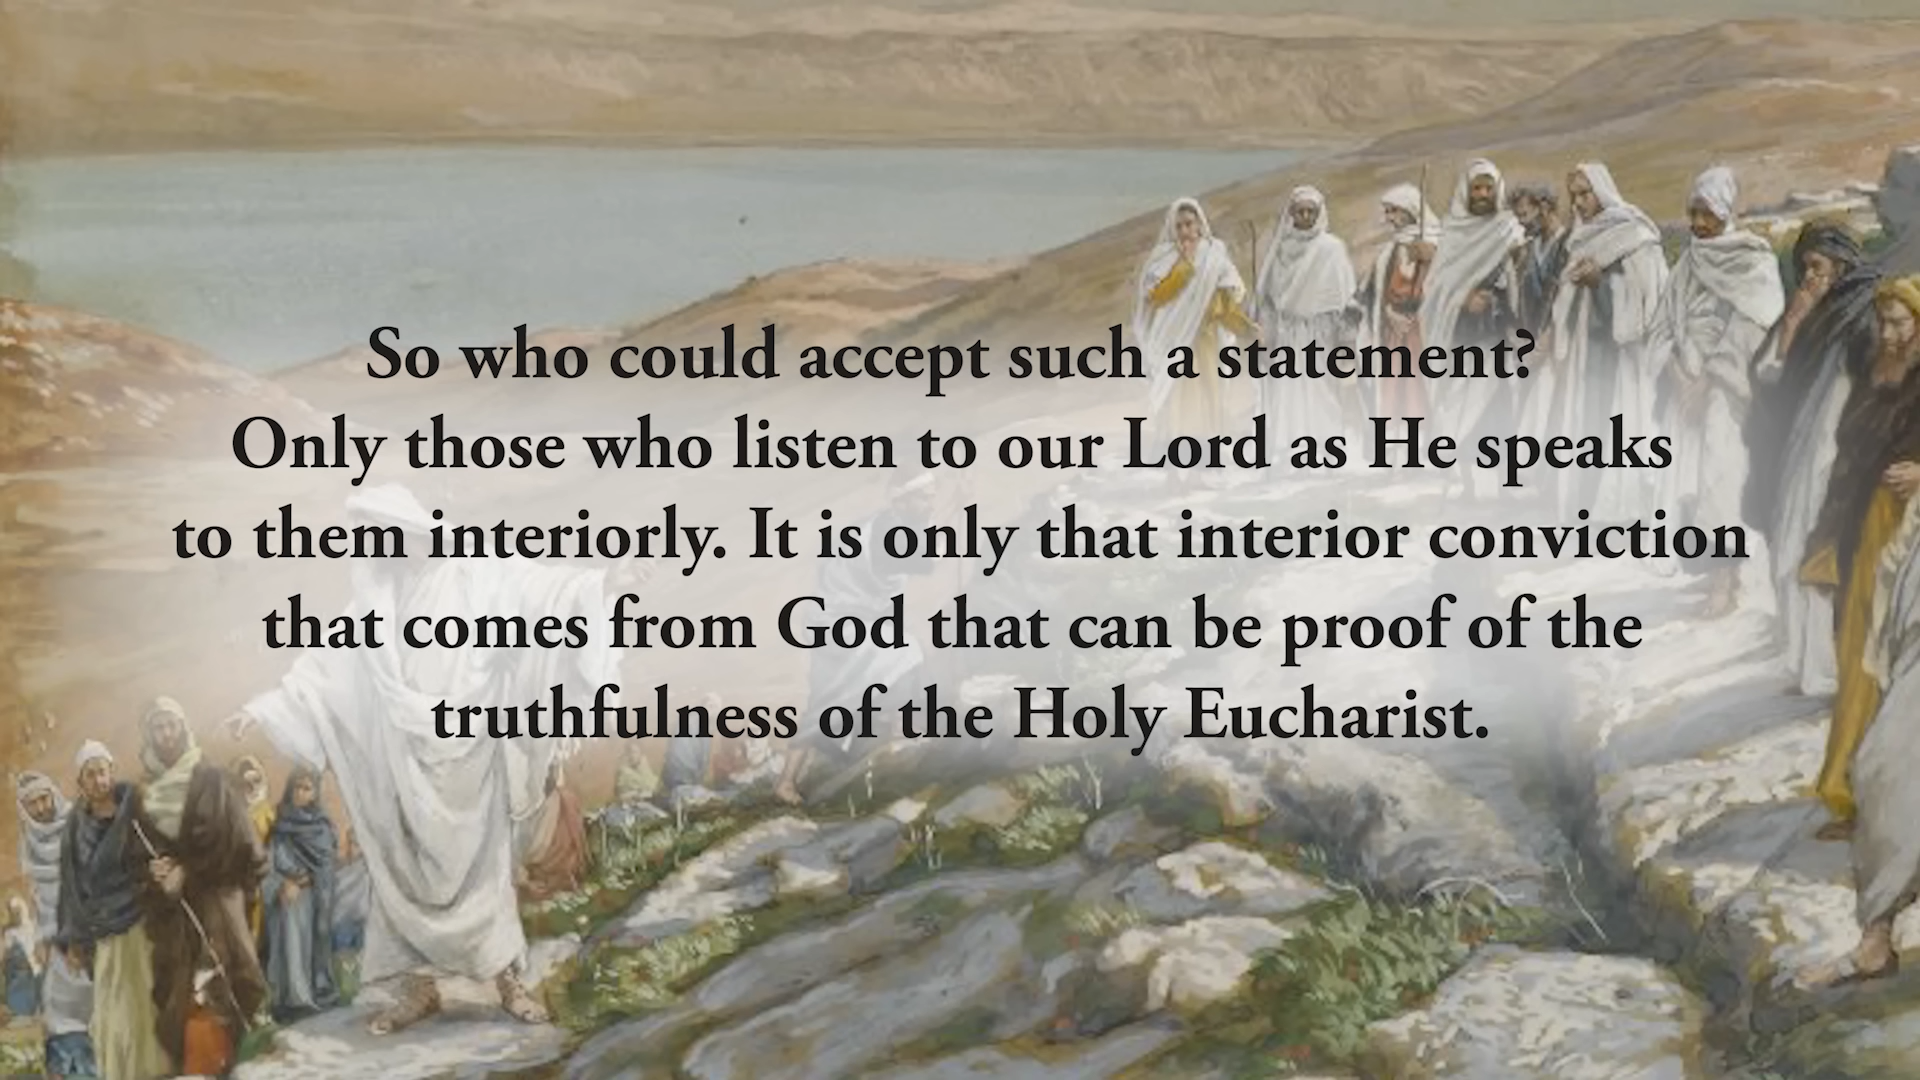 So who could accept such a statement?
Only those who listen to our Lord as He speaks
to them interiorly. It is only that interior conviction
that comes from God that can be proof of the
truthfulness of the Holy Eucharist.